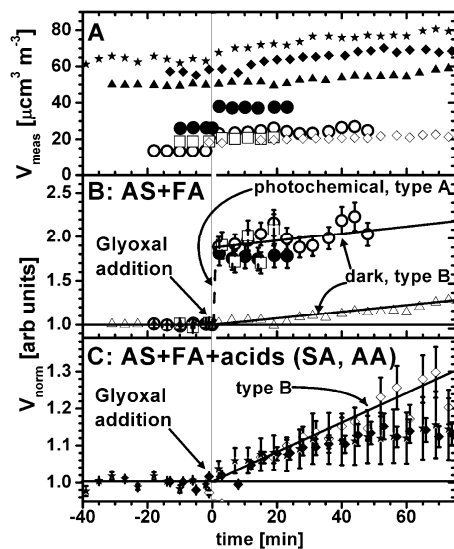 A
80
60
40
20
0
V_meas [μcm³ m⁻³]
B: AS+FA
photochemical, type A
2.5
Glyoxal
addition
2.0
1.5
dark, type B
1.0
V_norm [arb units]
C: AS+FA+acids (SA, AA)
type B
1.3
Glyoxal
addition
1.2
1.1
1.0
-40 -20 0 20 40 60
time [min]